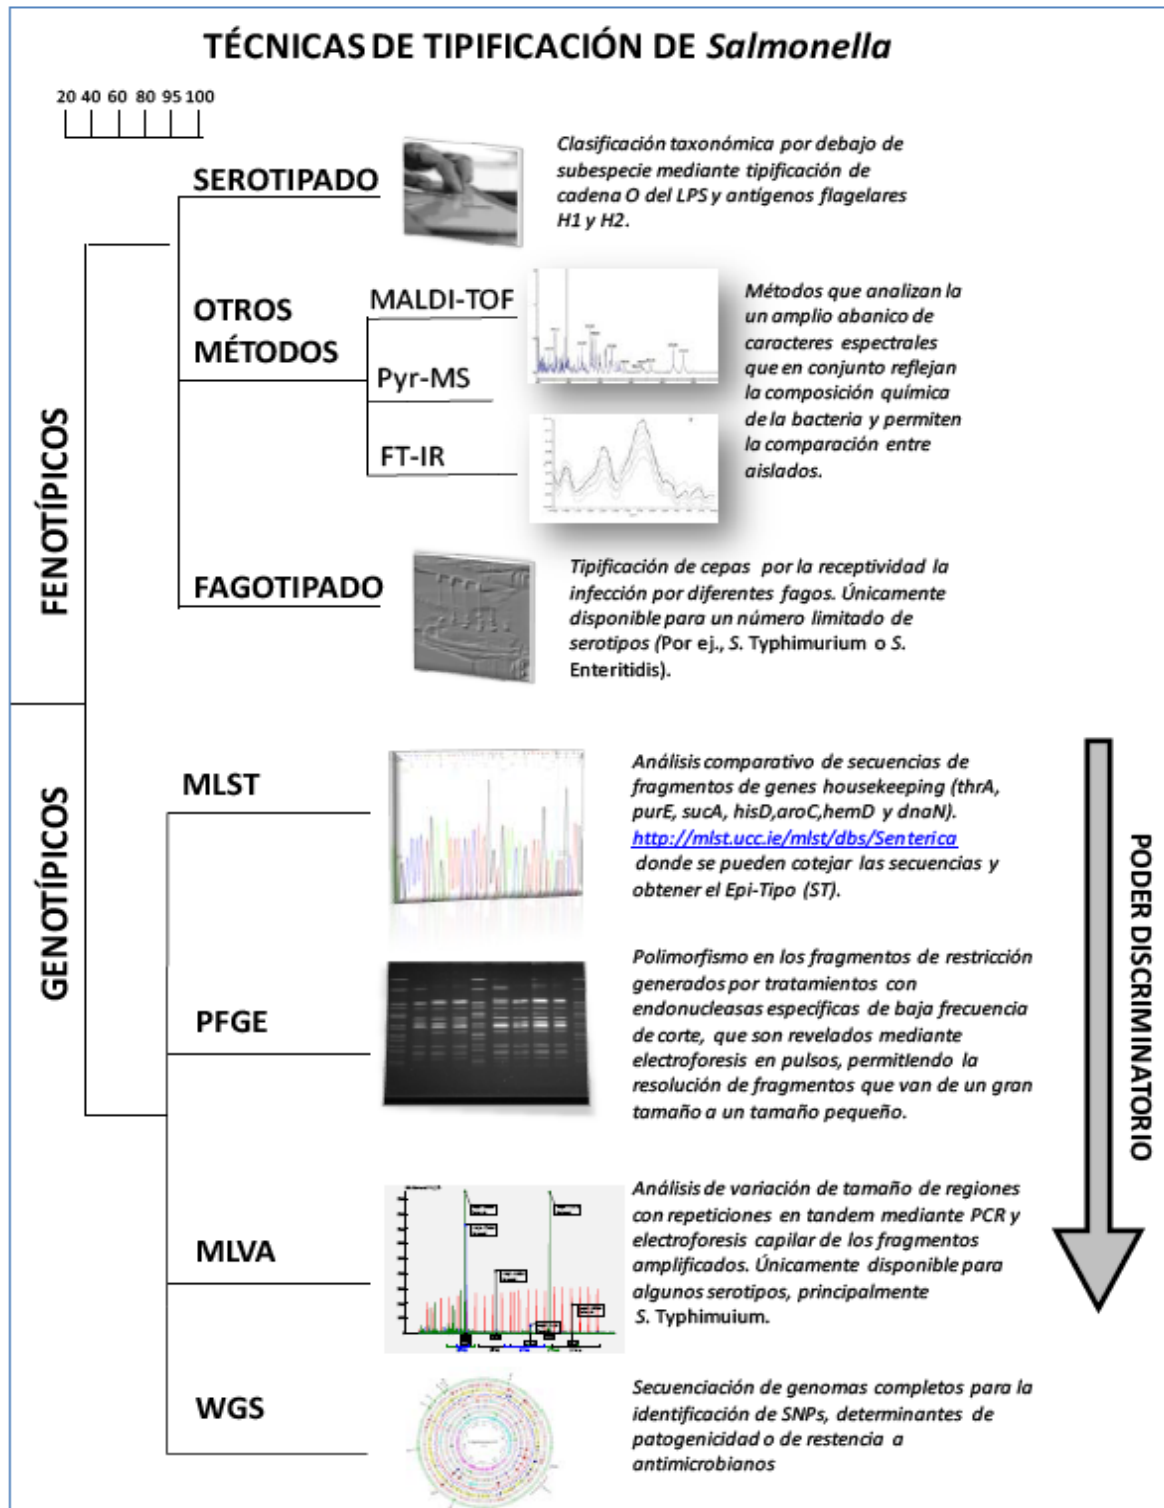 TÉCNICAS DE TIPIFICACIÓN DE Salmonella
20 40 60 80 95 100
FENOTÍPICOS
SEROTIPADO
Clasificación taxonómica por debajo de
subespecie mediante tipificación de
cadena O del LPS y antígenos flagelares
H1 y H2.
OTROS
MÉTODOS
MALDI-TOF
Pyr-MS
FT-IR
Métodos que analizan la
un amplio abanico de
caracteres espectrales
que en conjunto reflejan
la composición química
de la bacteria y permiten
la comparación entre
aislados.
FAGOTIPADO
Tipificación de cepas por la receptividad la
infección por diferentes fagos. Únicamente
disponible para un número limitado de
serotipos (Por ej., S. Typhimurium o S.
Enteritidis).
GENOTÍPICOS
MLST
Análisis comparativo de secuencias de
fragmentos de genes housekeeping (thrA,
purE, sucA, hisD,aroC,hemD y dnaN).
http://mlst.ucc.ie/mlst/dbs/Senterica
donde se pueden cotejar las secuencias y
obtener el Epi-Tipo (ST).
PFGE
Polimorfismo en los fragmentos de restricción
generados por tratamientos con
endonucleasas específicas de baja frecuencia
de corte, que son revelados mediante
electroforesis en pulsos, permitiendo la
resolución de fragmentos que van de un gran
tamaño a un tamaño pequeño.
MLVA
Análisis de variación de tamaño de regiones
con repeticiones en tandem mediante PCR y
electroforesis capilar de los fragmentos
amplificados. Únicamente disponible para
algunos serotipos, principalmente
S. Typhimuium.
WGS
Secuenciación de genomas completos para la
identificación de SNPs, determinantes de
patogenicidad o de restencia a
antimicrobianos
PODER DISCRIMINATORIO